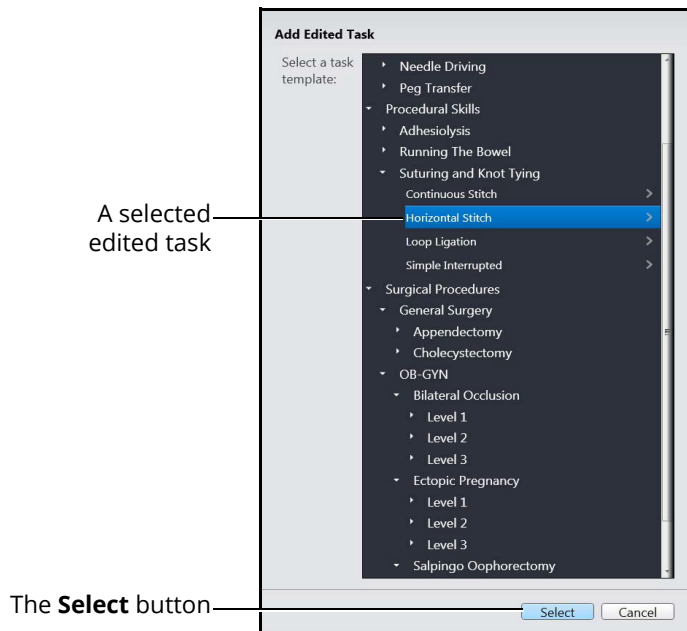 Add Edited Task
Select a task
template:
Needle Driving
Peg Transfer
Procedural Skills
Adhesiolysis
Running The Bowel
Suturing and Knot Tying
Continuous Stitch
A selected
edited task
Horizontal Stitch
Loop Ligation
Simple Interrupted
Surgical Procedures
General Surgery
Appendectomy
Cholecystectomy
OB-GYN
Bilateral Occlusion
Level 1
Level 2
Level 3
Ectopic Pregnancy
Level 1
Level 2
Level 3
Salpingo Oophorectomy
The Select button
Select Cancel